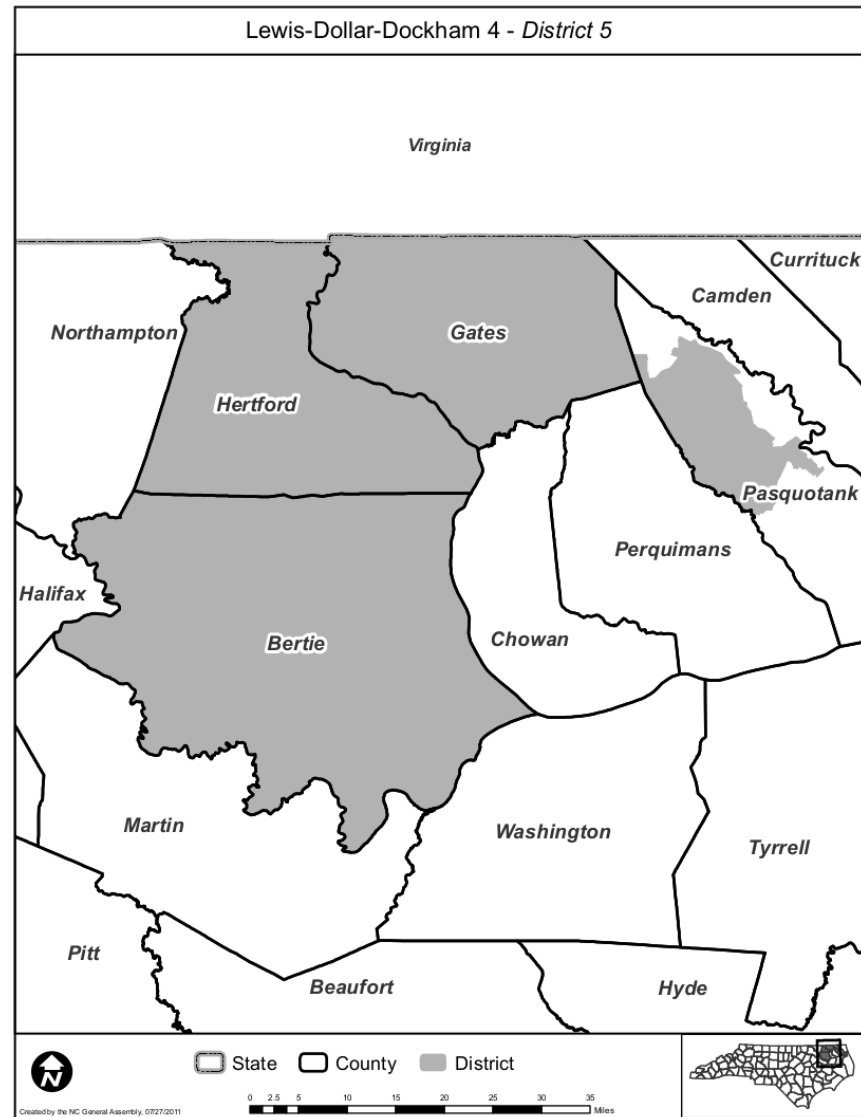 Lewis-Dollar-Dockham 4 - District 5
Virginia
Currituck
Camden
Northampton
Gates
Hertford
Pasquotank
Perquimans
Halifax
Chowan
Bertie
Martin
Washington
Tyrrell
Pitt
Beaufort
Hyde
N
State County District
Created by the NC General Assembly, 07/27/2011
0 2.5 5 10 15 20 25 30 35
Miles